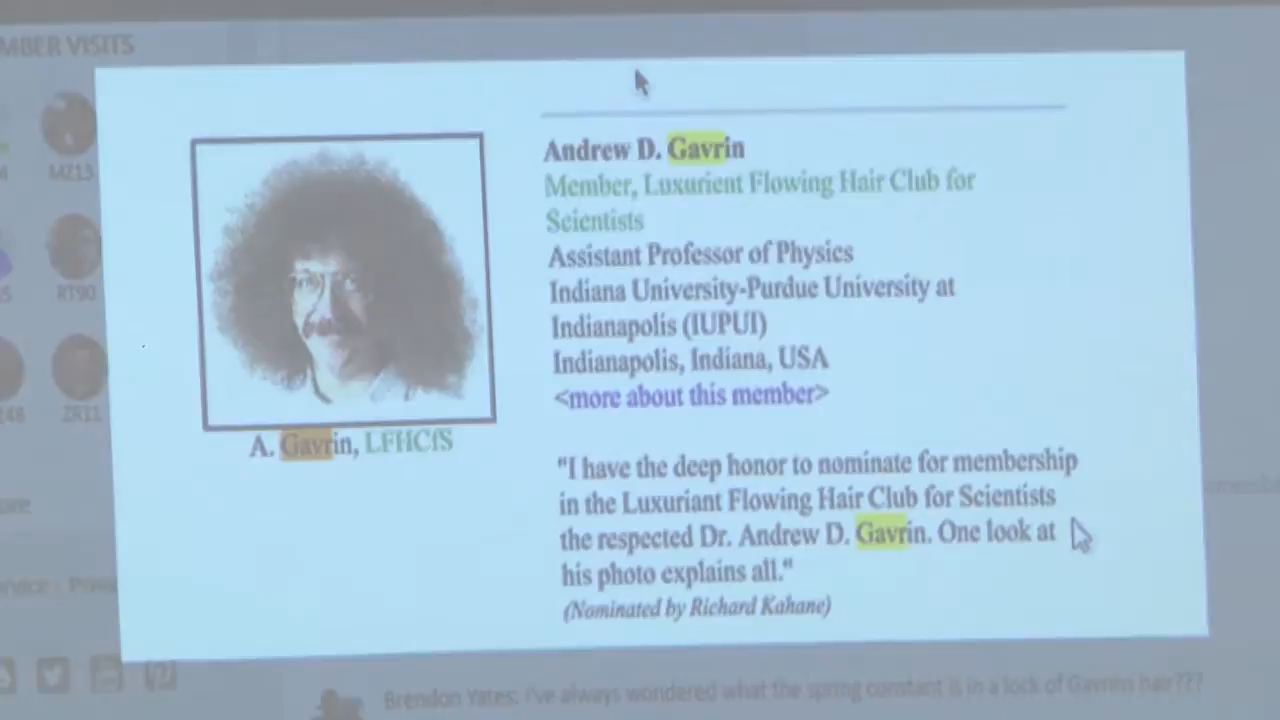 MBER VISITS
MZ13
RT90
ZR11
Andrew D. Gavrin
Member, Luxurient Flowing Hair Club for
Scientists
Assistant Professor of Physics
Indiana University-Purdue University at
Indianapolis (IUPUI)
Indianapolis, Indiana, USA
<more about this member>
A. Gavrin, LFHCfS
"I have the deep honor to nominate for membership
in the Luxuriant Flowing Hair Club for Scientists
the respected Dr. Andrew D. Gavrin. One look at
his photo explains all."
(Nominated by Richard Kahane)
Brendon Yates: I've always wondered what the spring constant is in a lock of Gavrins hair???